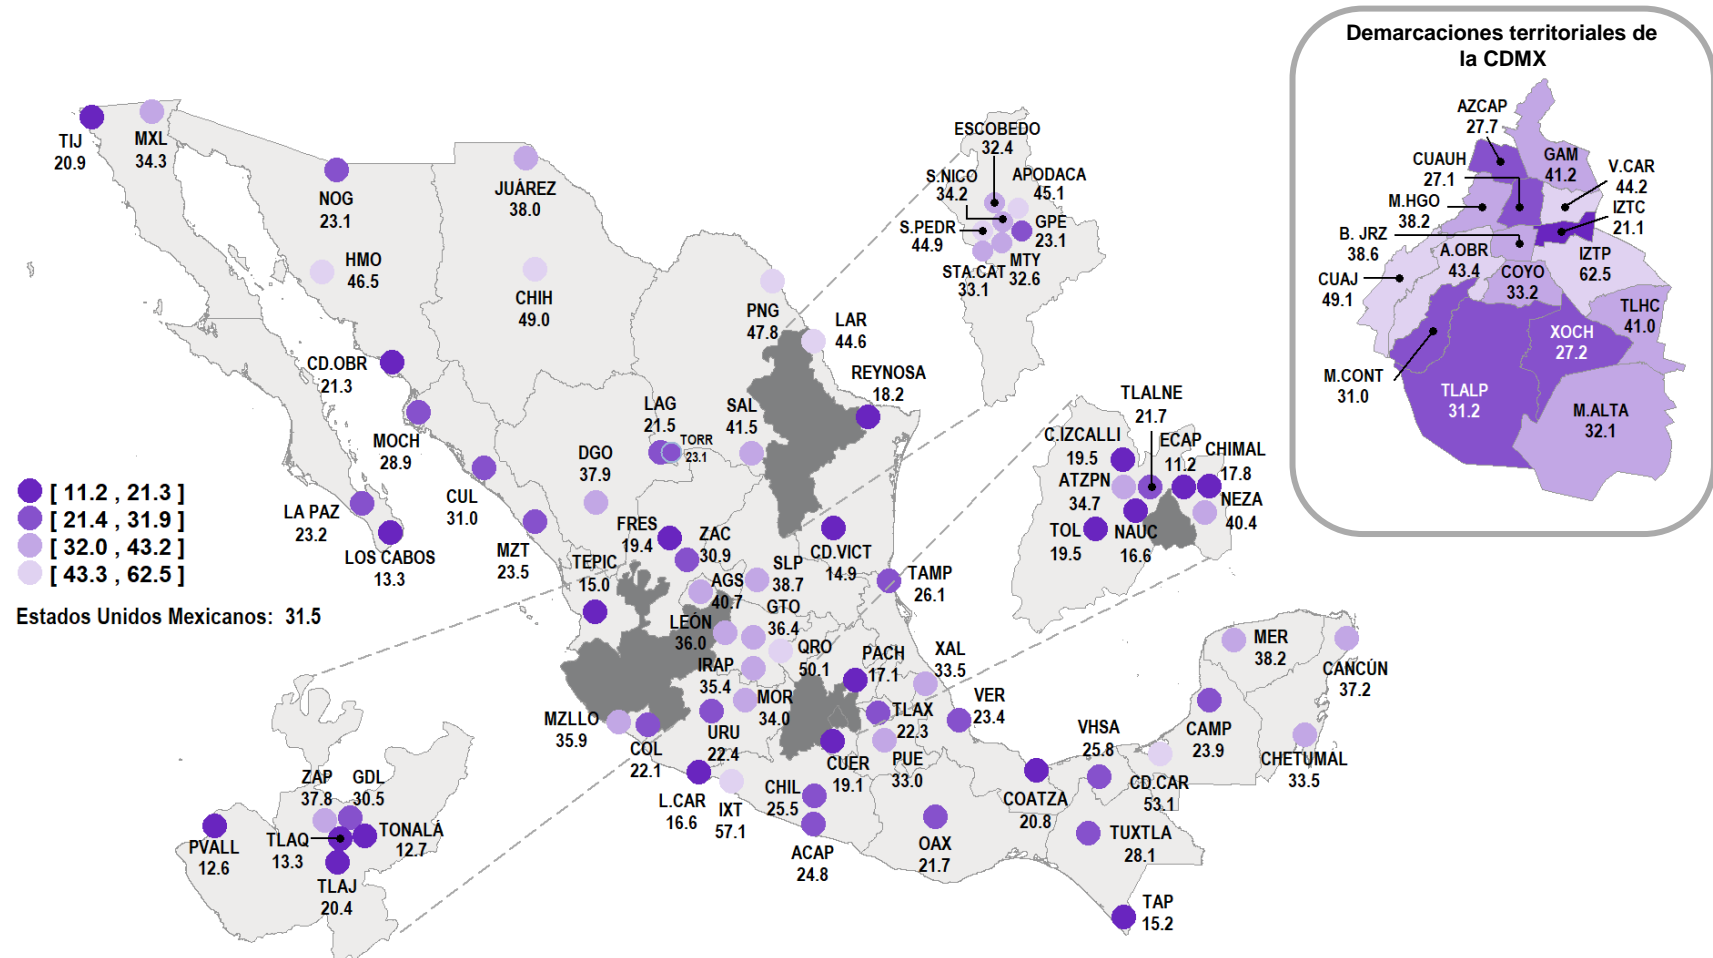 Demarcaciones territoriales de
la CDMX
AZCAP
27.7
CUAUH
27.1
GAM
41.2
V.CAR
44.2
M.HGO
38.2
IZTC
21.1
B. JRZ
38.6
A.OBR
43.4
IZTP
62.5
CUAJ
49.1
COYO
33.2
TLHC
41.0
XOCH
27.2
M.CONT
31.0
TLALP
31.2
M.ALTA
32.1
TIJ
20.9
MXL
34.3
NOG
23.1
JUÁREZ
38.0
HMO
46.5
CHIH
49.0
ESCOBEDO
32.4
S.NICO
34.2
APODACA
45.1
S.PEDR
44.9
GPE
23.1
STA.CAT
33.1
MTY
32.6
PNG
47.8
LAR
44.6
CD.OBR
21.3
REYNOSA
18.2
MOCH
28.9
LAG
21.5
TORR
23.1
SAL
41.5
DGO
37.9
TLALNE
21.7
C.IZCALLI
19.5
ECAP
11.2
CHIMAL
17.8
ATZPN
34.7
NEZA
40.4
TOL
19.5
NAUC
16.6
[ 11.2 , 21.3 ]
[ 21.4 , 31.9 ]
[ 32.0 , 43.2 ]
[ 43.3 , 62.5 ]
Estados Unidos Mexicanos: 31.5
LA PAZ
23.2
LOS CABOS
13.3
CUL
31.0
MZT
23.5
FRES
19.4
ZAC
30.9
CD.VICT
14.9
TEPIC
15.0
SLP
38.7
TAMP
26.1
AGS
40.7
GTO
36.4
LEÓN
36.0
QRO
50.1
IRAP
35.4
PACH
17.1
XAL
33.5
MER
38.2
CANCÚN
37.2
MZLLO
35.9
COL
22.1
URU
22.4
MOR
34.0
TLAX
22.3
VER
23.4
CUER
19.1
PUE
33.0
VHSA
25.8
CAMP
23.9
CHETUMAL
33.5
CD.CAR
53.1
L.CAR
16.6
IXT
57.1
CHIL
25.5
ACAP
24.8
OAX
21.7
COATZA
20.8
TUXTLA
28.1
TAP
15.2
ZAP
37.8
GDL
30.5
PVALL
12.6
TLAQ
13.3
TONALÁ
12.7
TLAJ
20.4